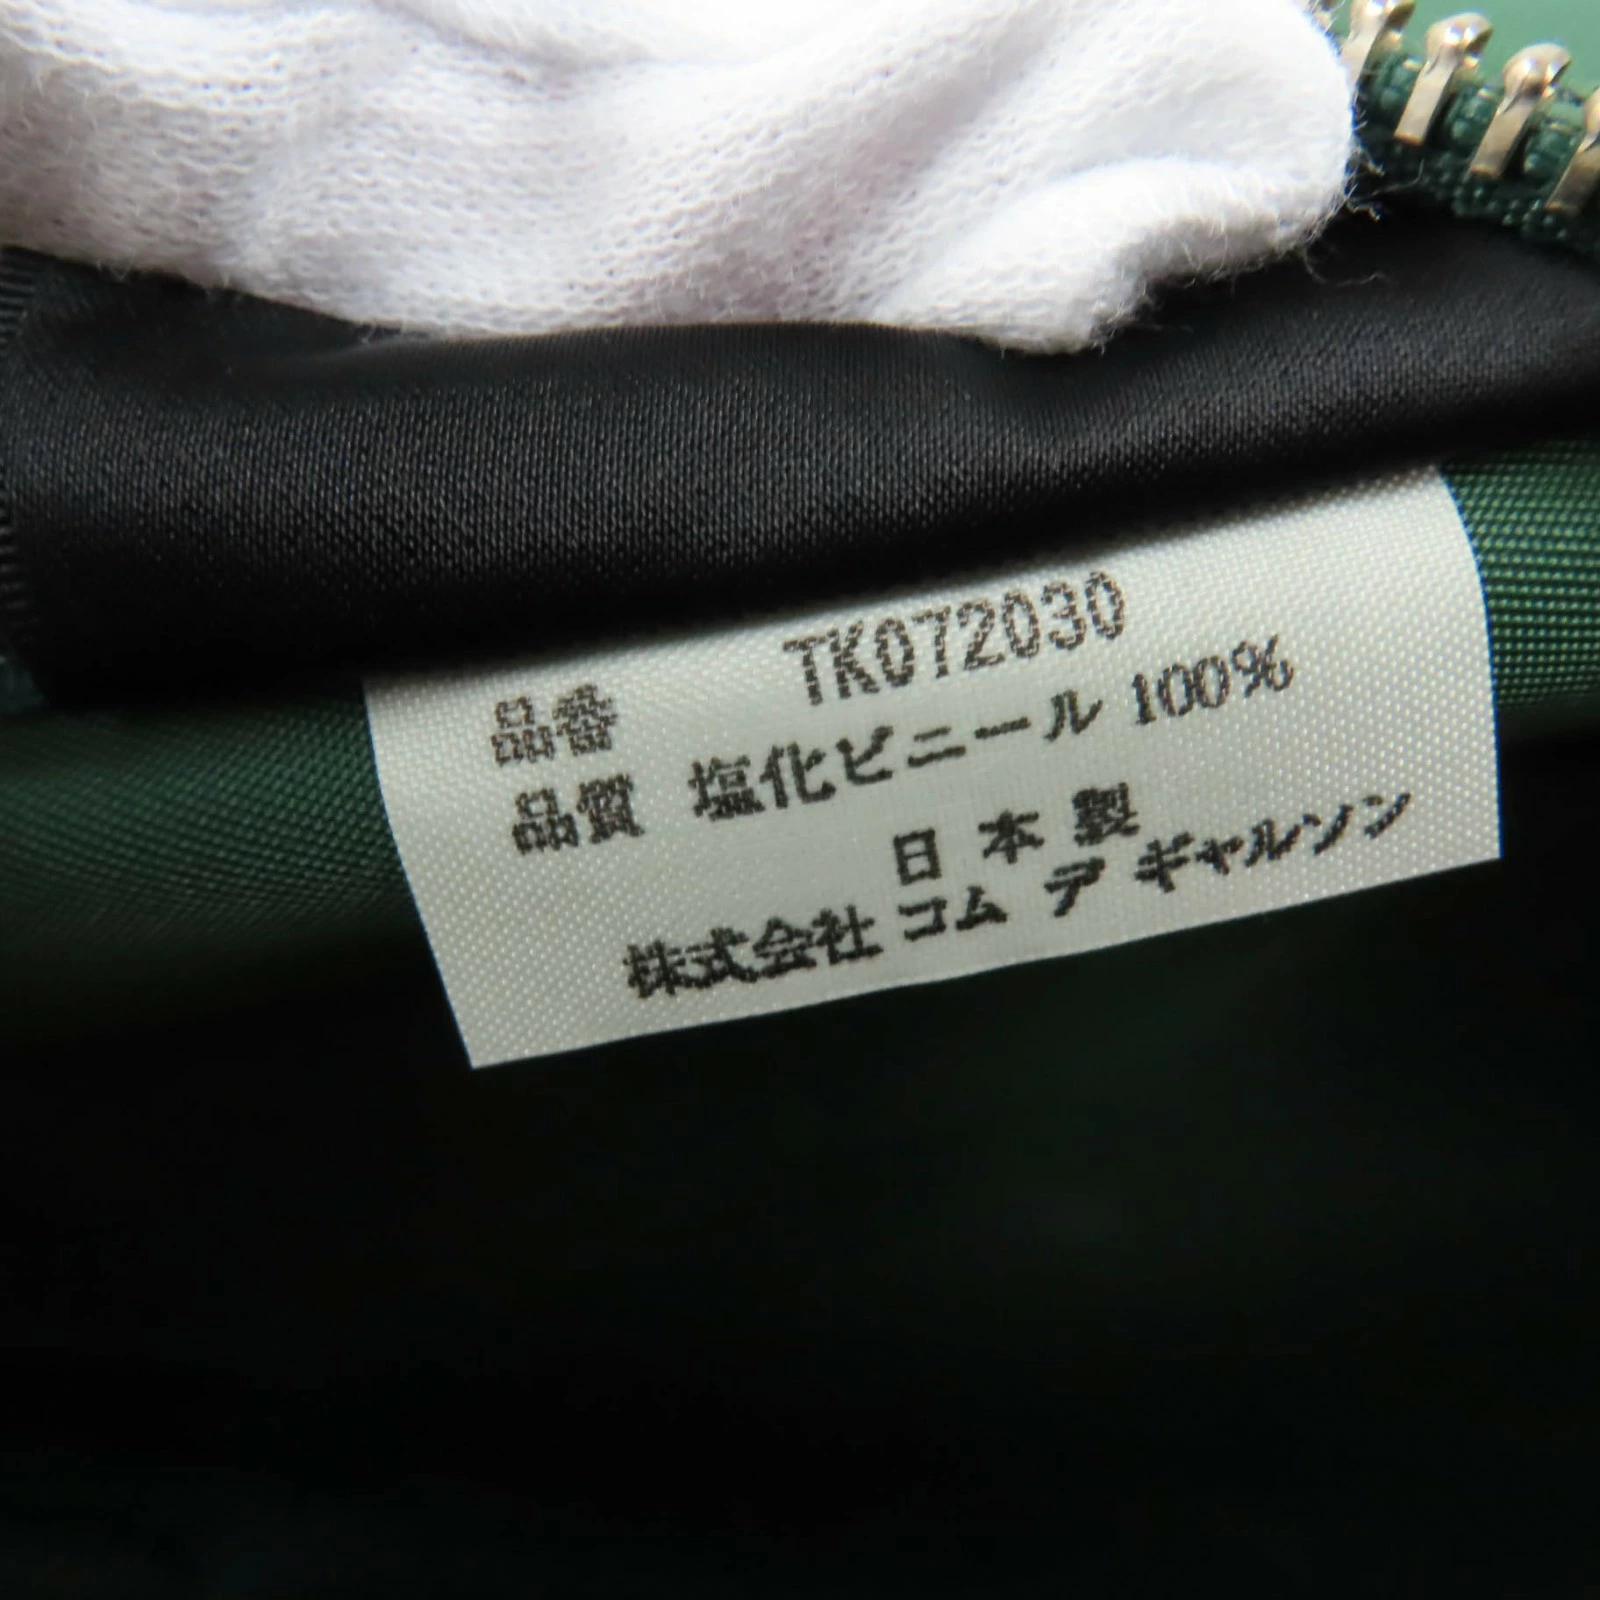 品番 TK072030
品質 塩化ビニール 100%
日本製
株式会社 コム デ ギャルソン